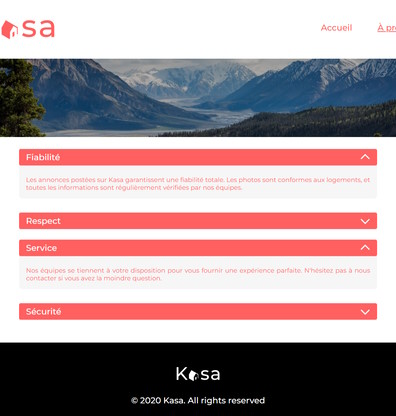 sa
Accueil
À pr
Fiabilité
Les annonces postées sur Kasa garantissent une fiabilité totale. Les photos sont conformes aux logements, et
toutes les informations sont régulièrement vérifiées par nos équipes.
Respect
Service
Nos équipes se tiennent à votre disposition pour vous fournir une expérience parfaite. N'hésitez pas à nous
contacter si vous avez la moindre question.
Sécurité
Kasa
© 2020 Kasa. All rights reserved